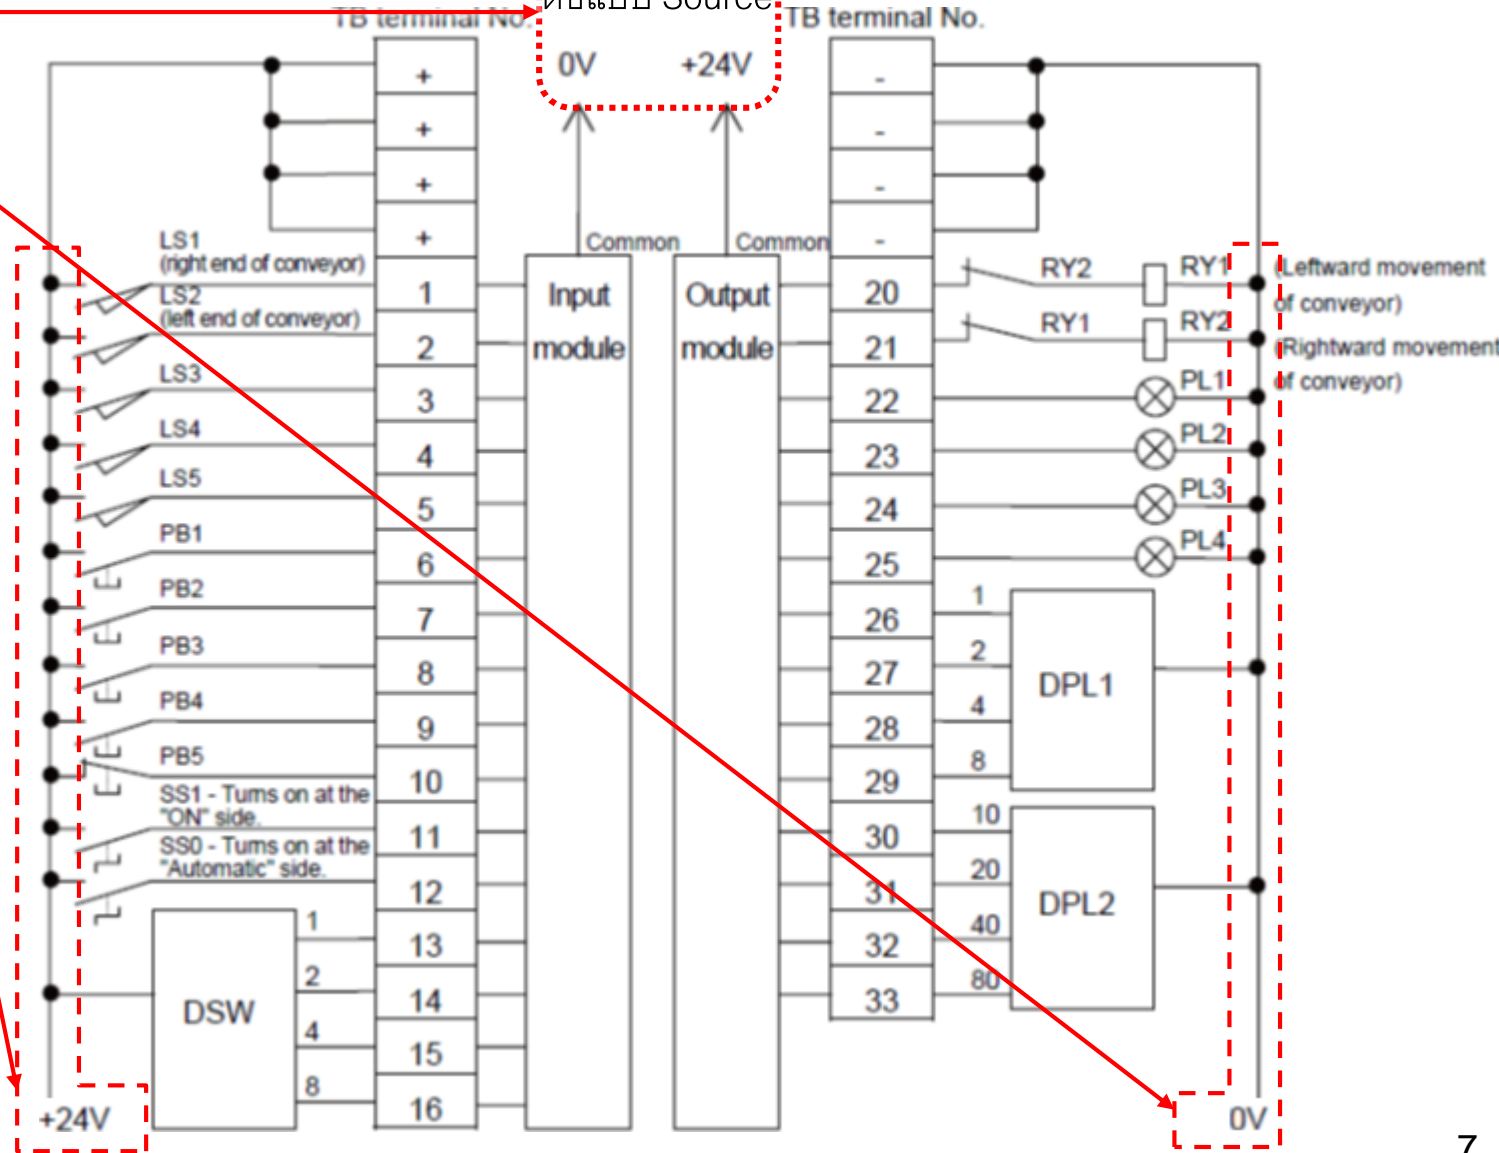 Source
TB terminal No.
TB terminal No.
0V
+24V
+
-
+
-
+
-
+
-
Common
Common
LS1
(right end of conveyor)
1
Input
module
Output
module
20
RY2
RY1
(Leftward movement
of conveyor)
LS2
(left end of conveyor)
2
21
RY1
RY2
(Rightward movement
of conveyor)
LS3
3
22
PL1
LS4
4
23
PL2
LS5
5
24
PL3
PB1
6
25
PL4
PB2
7
26
1
PB3
8
27
2
DPL1
PB4
9
28
4
PB5
10
29
8
SS1 - Turns on at the
"ON" side.
11
30
10
SS0 - Turns on at the
"Automatic" side.
12
31
20
DPL2
1
13
32
40
2
DSW
14
33
80
4
15
8
16
+24V
0V
7